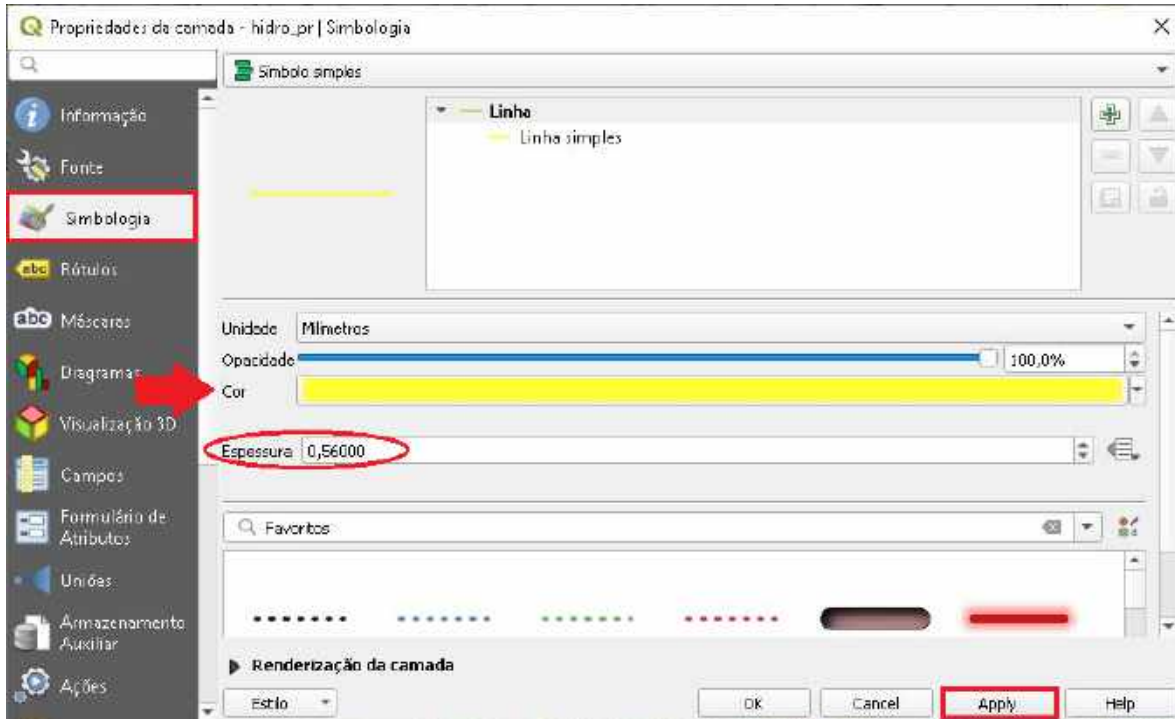 Propriedades da camada - hidro_pr | Simbologia
Símbolo simples
Informação
Fonte
Simbologia
Rótulos
Máscaras
Diagramas
Visualização 3D
Campos
Formulário de
Atributos
Uniões
Armazenamento
Auxiliar
Ações
Linha
Linha simples
Unidade Milímetros
Opacidade 100,0%
Cor
Espessura 0,56000
Favoritos
Renderização da camada
Estilo OK Cancel Apply Help